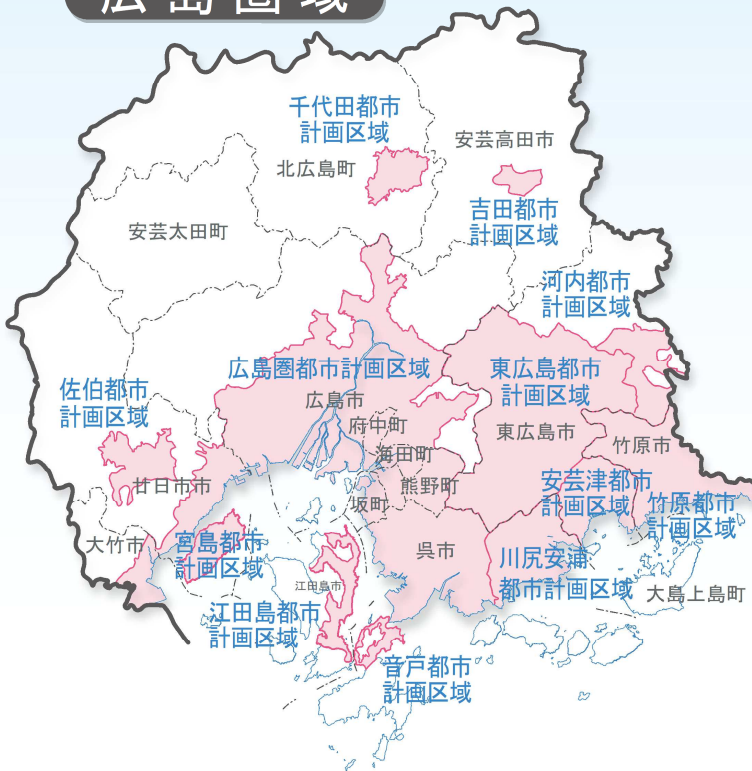 広島圏域
千代田都市
計画区域
安芸高田市
北広島町
吉田都市
計画区域
安芸太田町
河内都市
計画区域
広島圏都市計画区域
東広島都市
計画区域
佐伯都市
計画区域
広島市
府中町
東広島市
竹原市
海田町
熊野町
廿日市市
安芸津都市
計画区域
竹原都市
計画区域
坂町
大竹市
宮島都市
計画区域
呉市
川尻安浦
都市計画区域
江田島市
大島上島町
江田島都市
計画区域
音戸都市
計画区域